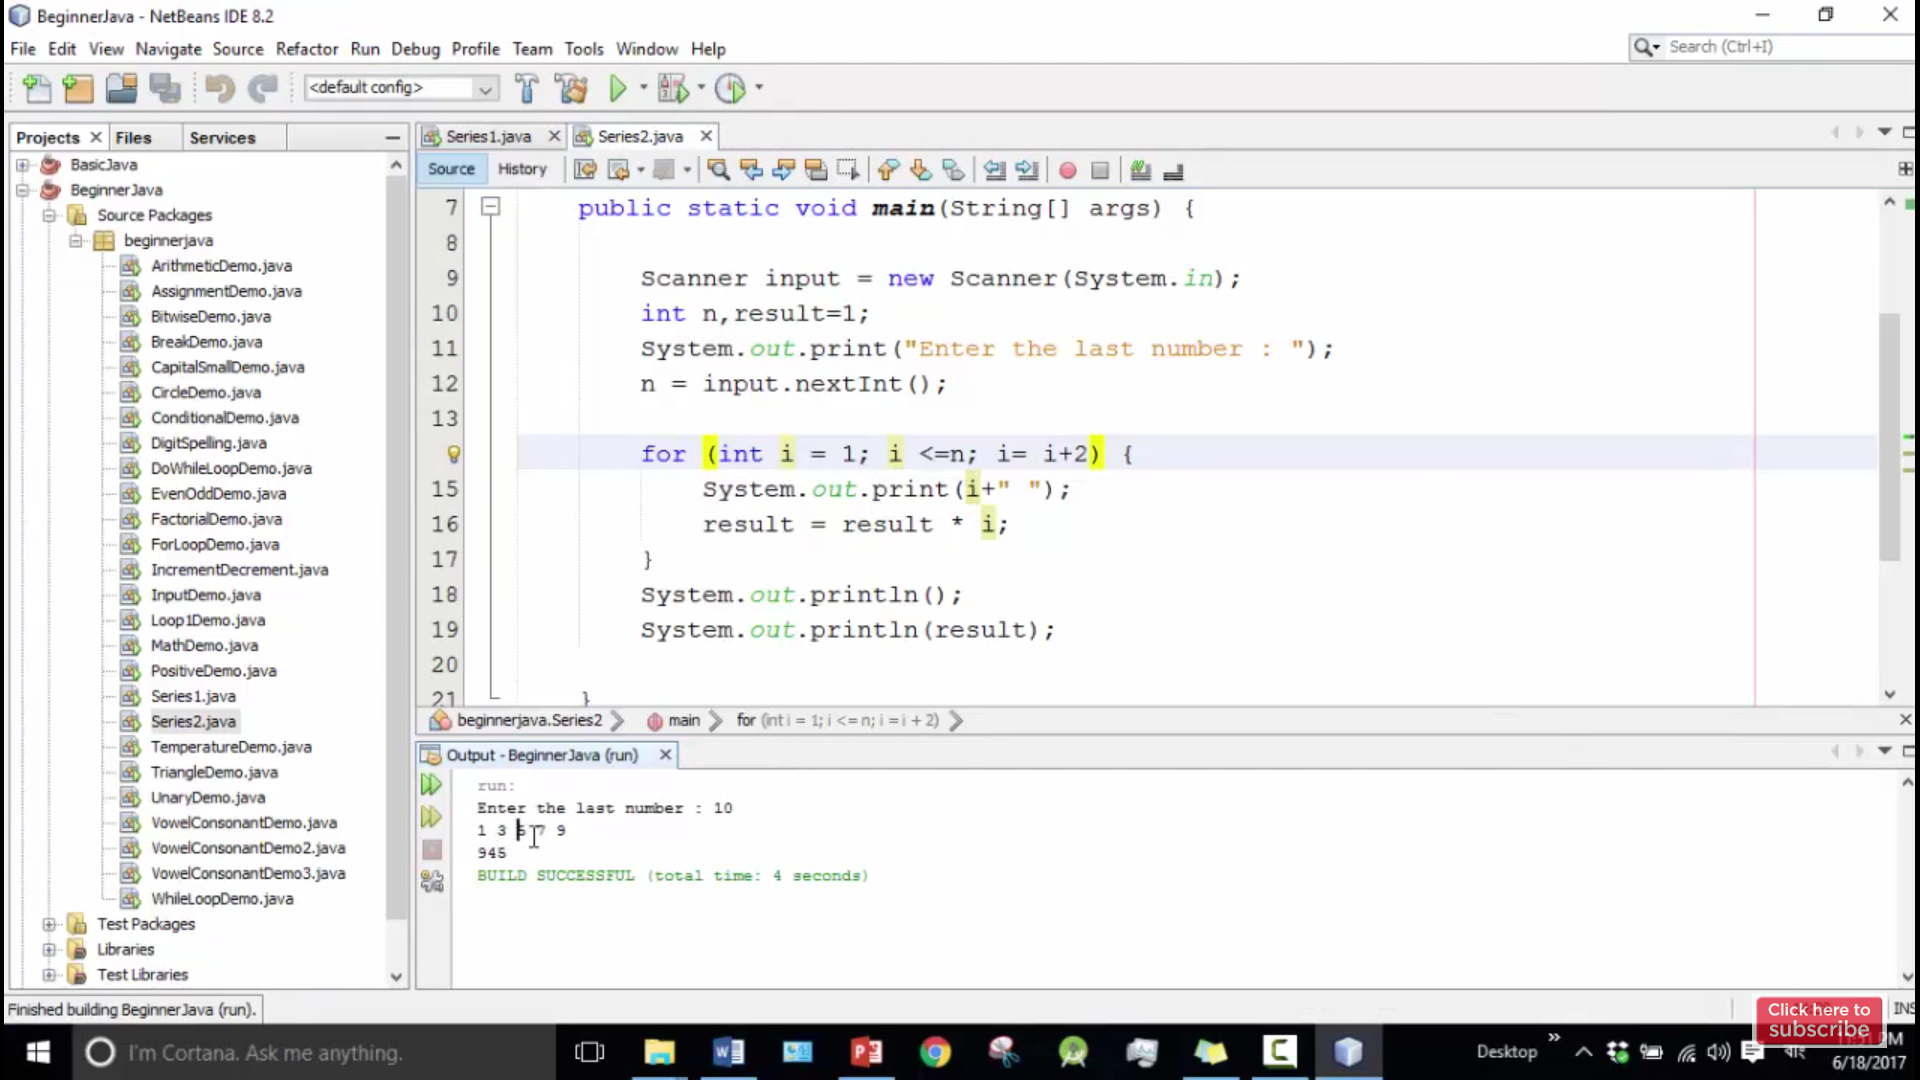 BeginnerJava - NetBeans IDE 8.2
File Edit View Navigate Source Refactor Run Debug Profile Team Tools Window Help
Search (Ctrl+I)
<default config>
Projects Files Services
Series1.java Series2.java
Source History
BasicJava
BeginnerJava
Source Packages
beginnerjava
ArithmeticDemo.java
AssignmentDemo.java
BitwiseDemo.java
BreakDemo.java
CapitalSmallDemo.java
CircleDemo.java
ConditionalDemo.java
DigitSpelling.java
DoWhileLoopDemo.java
EvenOddDemo.java
FactorialDemo.java
ForLoopDemo.java
IncrementDecrement.java
InputDemo.java
Loop1Demo.java
MathDemo.java
PositiveDemo.java
Series1.java
Series2.java
TemperatureDemo.java
TriangleDemo.java
UnaryDemo.java
VowelConsonantDemo.java
VowelConsonantDemo2.java
VowelConsonantDemo3.java
WhileLoopDemo.java
Test Packages
Libraries
Test Libraries
7 public static void main(String[] args) {
8
9 Scanner input = new Scanner(System.in);
10 int n,result=1;
11 System.out.print("Enter the last number : ");
12 n = input.nextInt();
13
for (int i = 1; i <=n; i= i+2) {
15 System.out.print(i+" ");
16 result = result * i;
17 }
18 System.out.println();
19 System.out.println(result);
20
21 }
beginnerjava.Series2 main for (int i = 1; i <= n; i = i + 2)
Output - BeginnerJava (run)
run:
Enter the last number : 10
1 3 5 7 9
945
BUILD SUCCESSFUL (total time: 4 seconds)
Finished building BeginnerJava (run).
INS
Click here to
subscribe
I'm Cortana. Ask me anything.
Desktop
বাং
6/18/2017